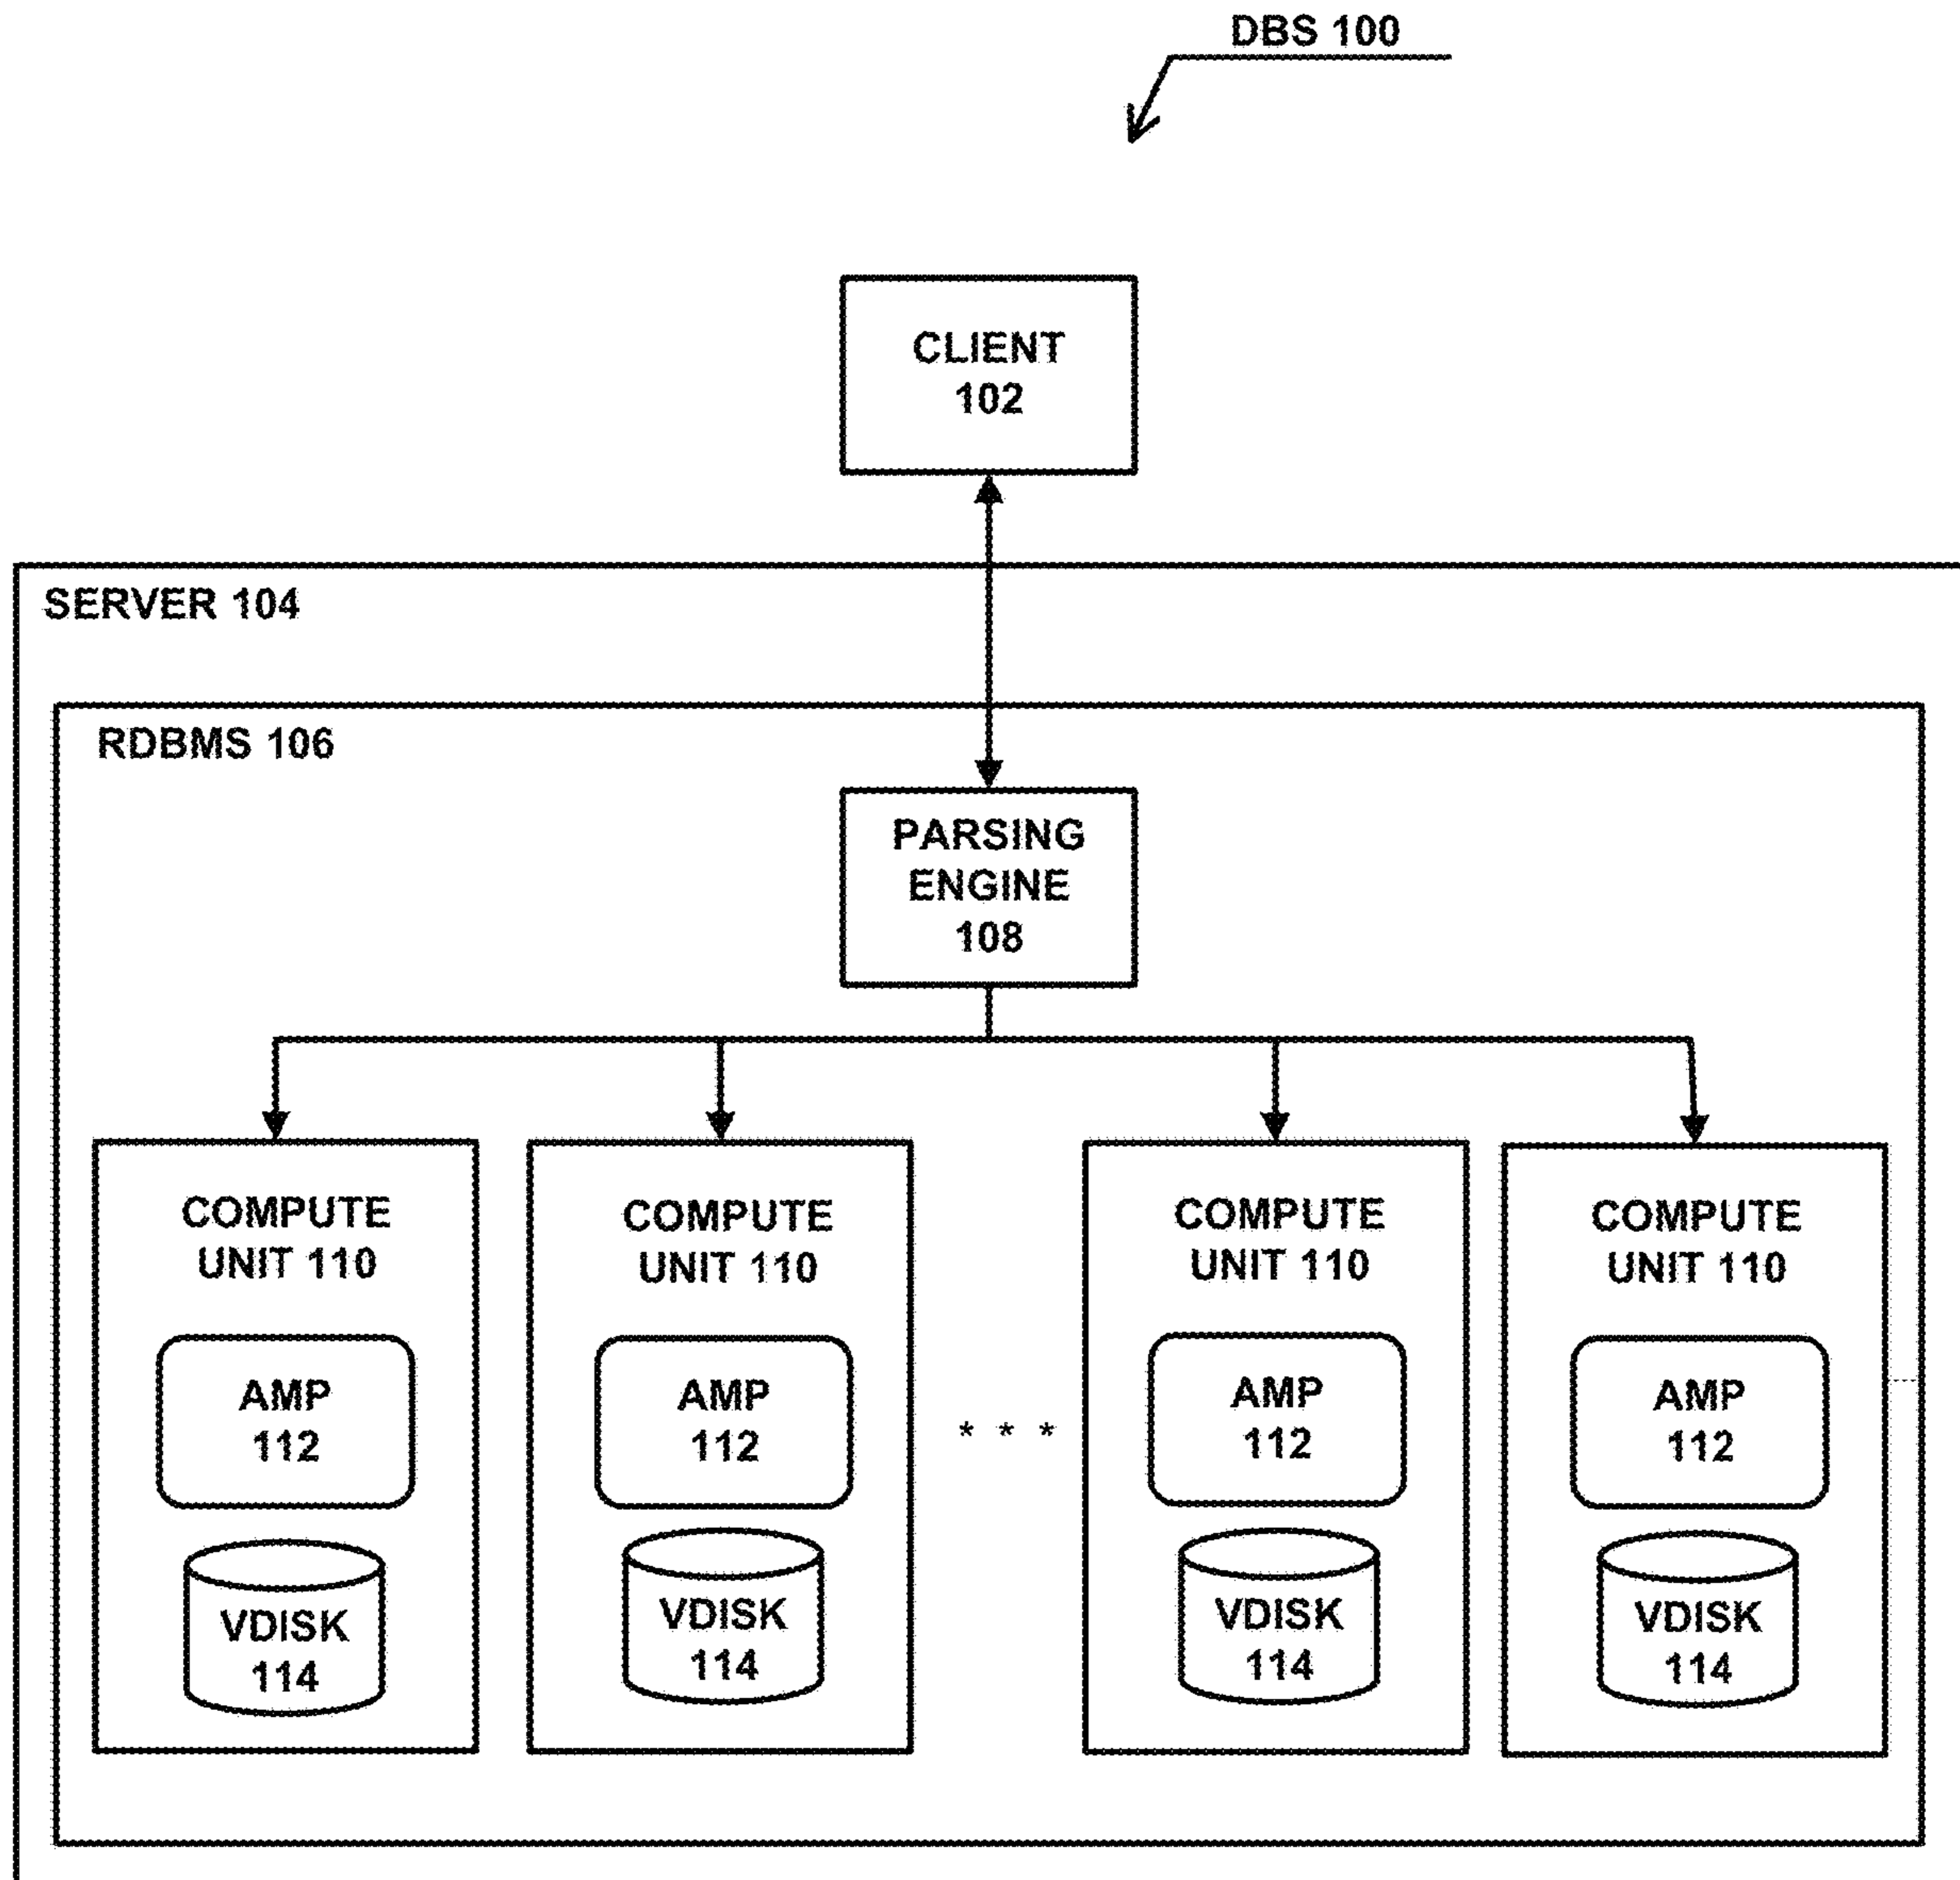 DBS 100
CLIENT
102
SERVER 104
RDBMS 106
PARSING
ENGINE
108
COMPUTE
UNIT 110
AMP
112
VDISK
114
COMPUTE
UNIT 110
AMP
112
VDISK
114
* * *
COMPUTE
UNIT 110
AMP
112
VDISK
114
COMPUTE
UNIT 110
AMP
112
VDISK
114